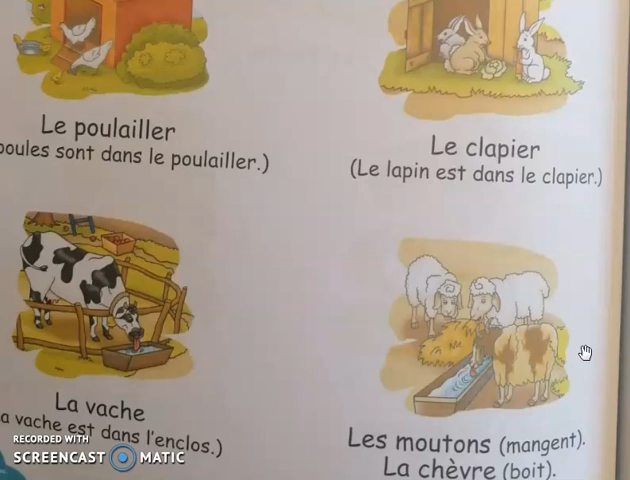 Le poulailler
poules sont dans le poulailler.)
Le clapier
(Le lapin est dans le clapier.)
La vache
a vache est dans l'enclos.)
Les moutons (mangent).
La chèvre (boit).
RECORDED WITH
SCREENCAST MATIC